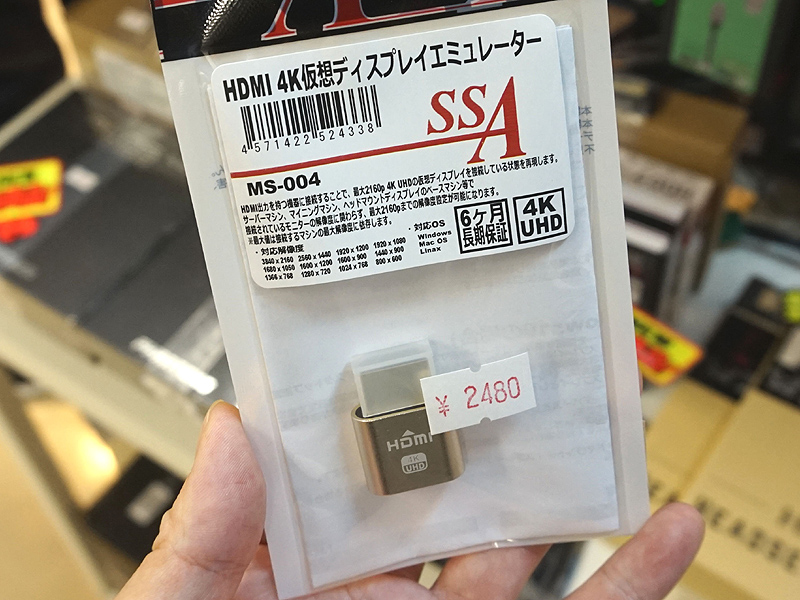 HDMI 4K仮想ディスプレイエミュレーター
4 571422 524338
SSA
MS-004
HDMI出力を持つ機器に接続することで、最大2160p 4K UHDの仮想ディスプレイを接続している状態を再現します。
サーバーマシン、マイニングマシン、ヘッドマウントディスプレイのベースマシン等で
接続されているモニターの解像度に関わらず、最大2160pまでの解像度設定が可能になります。
※最大値は接続するマシンの最大解像度に依存します。
・対応解像度
3840 x 2160 2560 x 1440 1920 x 1200 1920 x 1080
1680 x 1050 1600 x 1200 1600 x 900 1440 x 900
1366 x 768 1280 x 720 1024 x 768 800 x 600
・対応OS
Windows
Mac OS
Linax
6ヶ月
長期保証
4K
UHD
¥ 2480
HDMI
4K
UHD